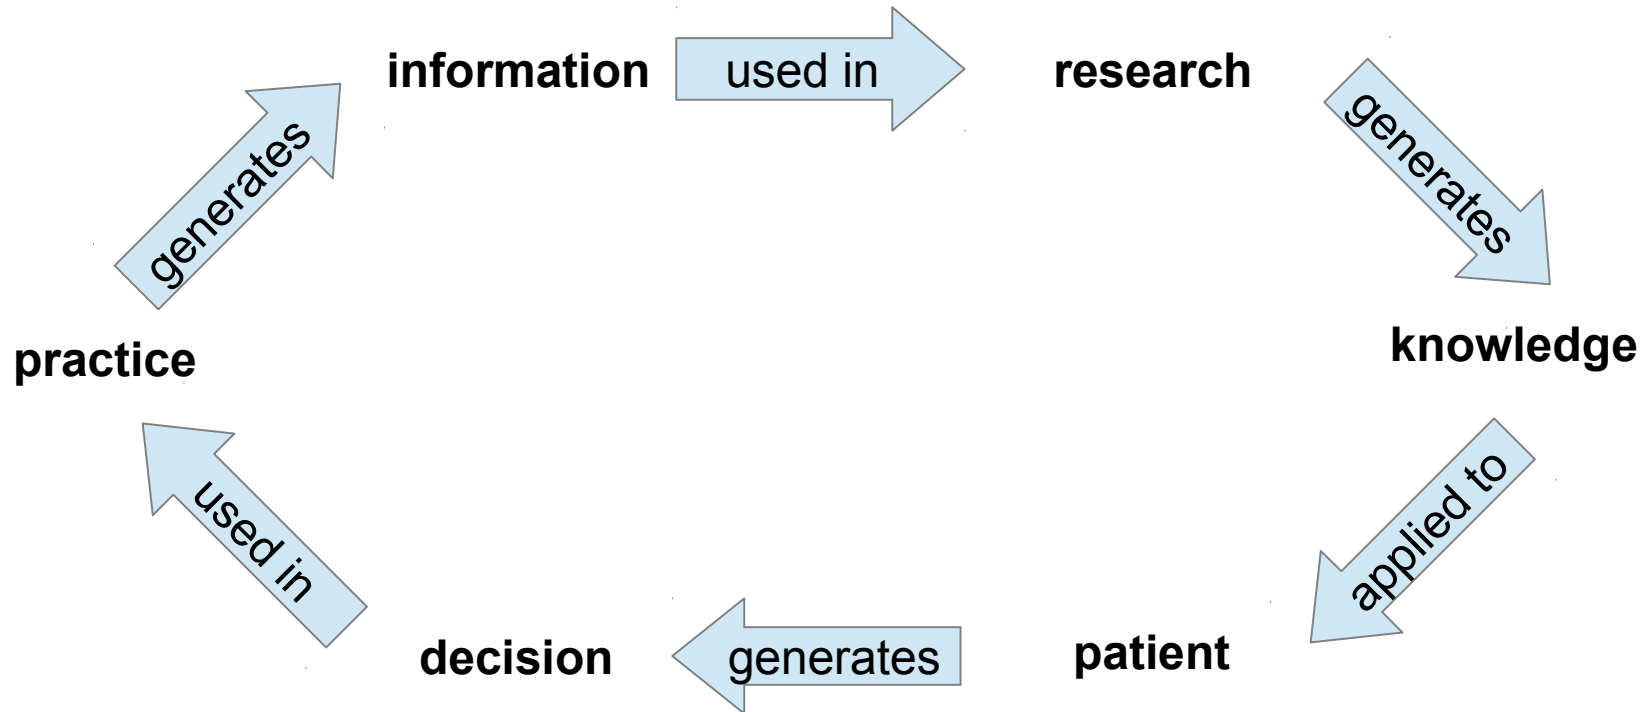 information
used in
research
generates
knowledge
applied to
patient
generates
decision
used in
practice
generates